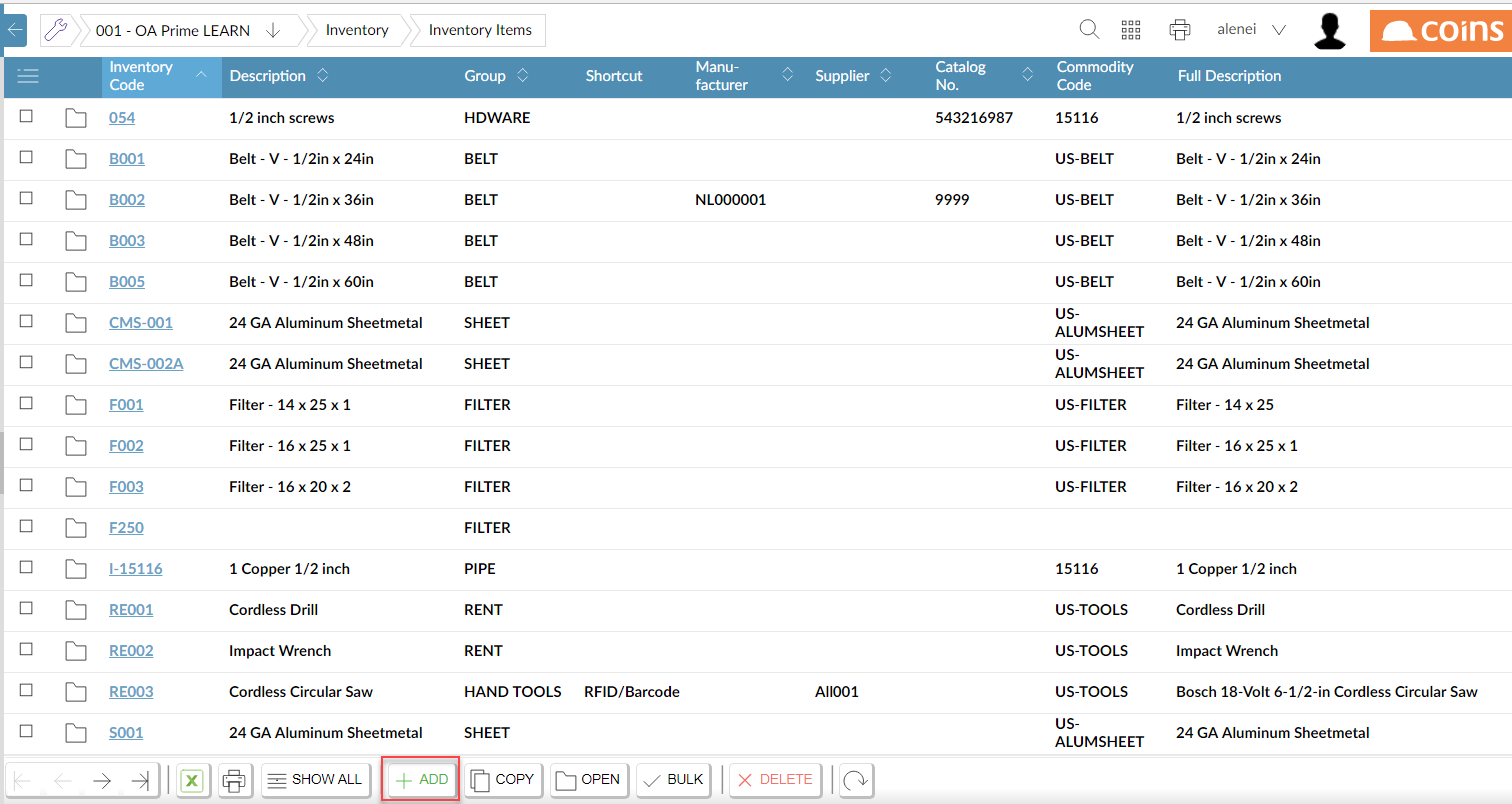 001 - OA Prime LEARN Inventory Inventory Items alenei coins
Inventory Code Description Group Shortcut Manu-facturer Supplier Catalog No. Commodity Code Full Description
054 1/2 inch screws HDWARE 543216987 15116 1/2 inch screws
B001 Belt - V - 1/2in x 24in BELT US-BELT Belt - V - 1/2in x 24in
B002 Belt - V - 1/2in x 36in BELT NL000001 9999 US-BELT Belt - V - 1/2in x 36in
B003 Belt - V - 1/2in x 48in BELT US-BELT Belt - V - 1/2in x 48in
B005 Belt - V - 1/2in x 60in BELT US-BELT Belt - V - 1/2in x 60in
CMS-001 24 GA Aluminum Sheetmetal SHEET US-ALUMSHEET 24 GA Aluminum Sheetmetal
CMS-002A 24 GA Aluminum Sheetmetal SHEET US-ALUMSHEET 24 GA Aluminum Sheetmetal
F001 Filter - 14 x 25 x 1 FILTER US-FILTER Filter - 14 x 25
F002 Filter - 16 x 25 x 1 FILTER US-FILTER Filter - 16 x 25 x 1
F003 Filter - 16 x 20 x 2 FILTER US-FILTER Filter - 16 x 20 x 2
F250 FILTER
I-15116 1 Copper 1/2 inch PIPE 15116 1 Copper 1/2 inch
RE001 Cordless Drill RENT US-TOOLS Cordless Drill
RE002 Impact Wrench RENT US-TOOLS Impact Wrench
RE003 Cordless Circular Saw HAND TOOLS RFID/Barcode All001 US-TOOLS Bosch 18-Volt 6-1/2-in Cordless Circular Saw
S001 24 GA Aluminum Sheetmetal SHEET US-ALUMSHEET 24 GA Aluminum Sheetmetal
X SHOW ALL ADD COPY OPEN BULK DELETE